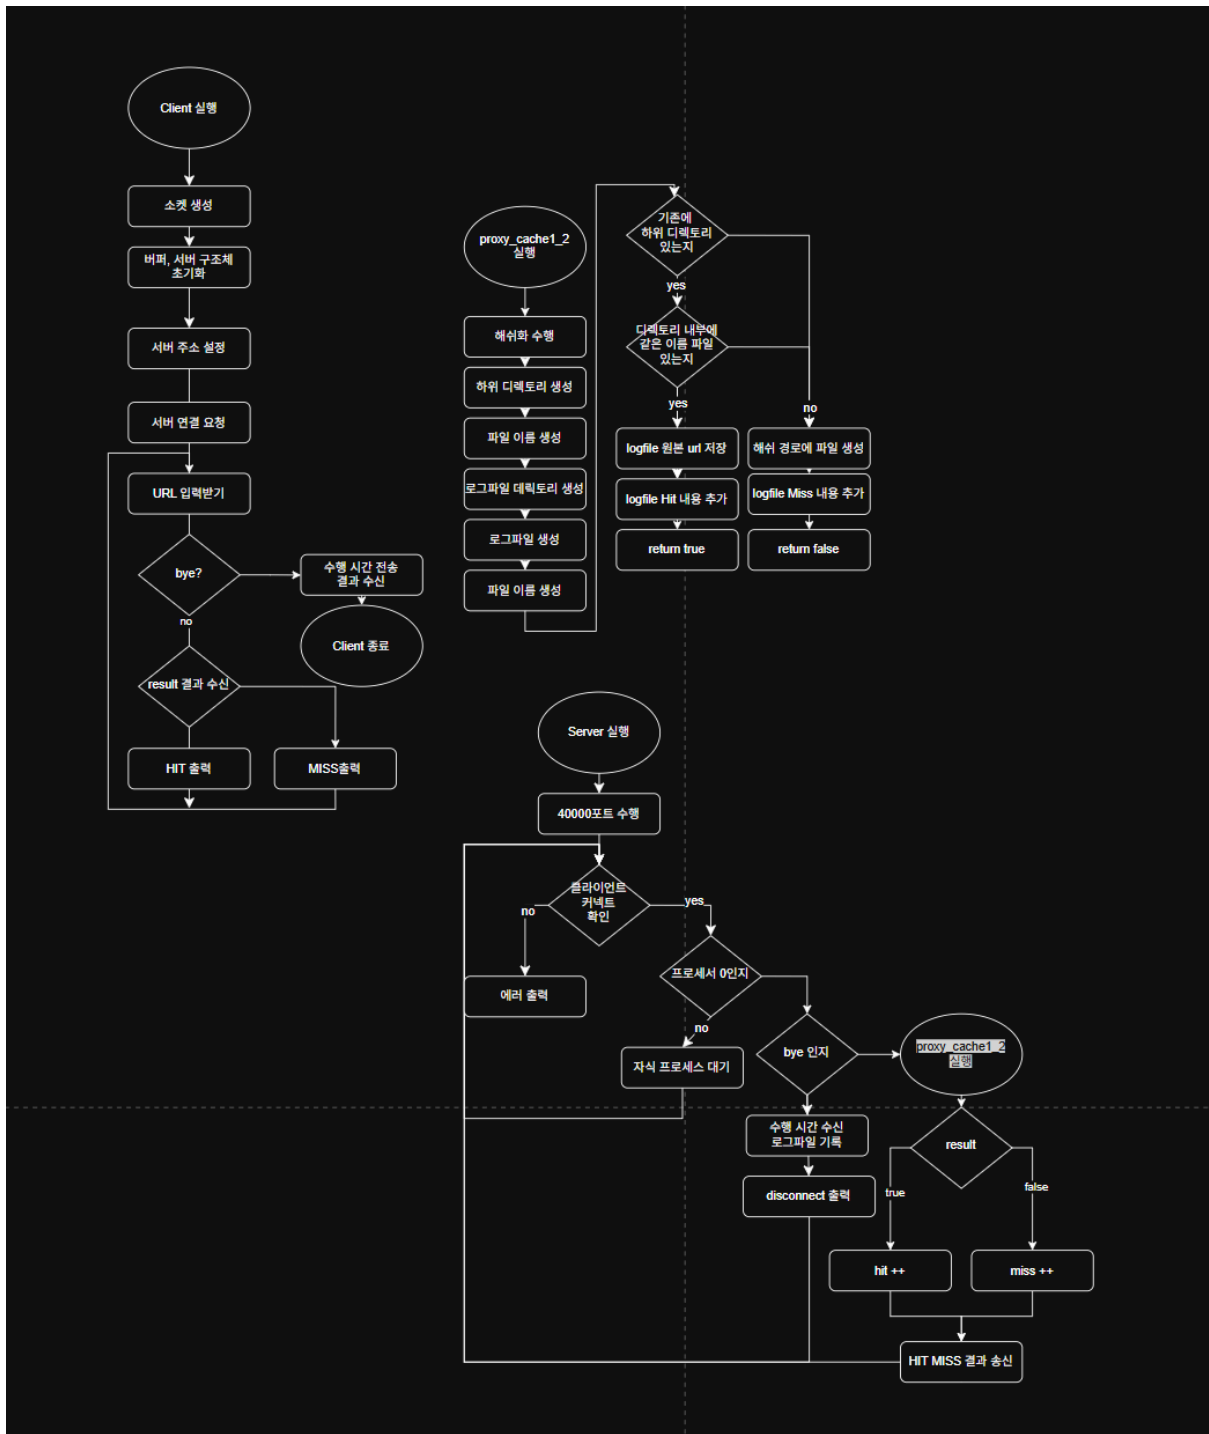 Client 실행
소켓 생성
버퍼, 서버 구조체
초기화
서버 주소 설정
서버 연결 요청
URL 입력받기
bye?
수행 시간 전송
결과 수신
no
Client 종료
result 결과 수신
HIT 출력
MISS출력
proxy_cache1_2
실행
해쉬화 수행
하위 디렉토리 생성
파일 이름 생성
로그파일 데릭토리 생성
로그파일 생성
파일 이름 생성
기존에
하위 디렉토리
있는지
yes
디렉토리 내부에
같은 이름 파일
있는지
yes
no
logfile 원본 url 저장
해쉬 경로에 파일 생성
logfile Hit 내용 추가
logfile Miss 내용 추가
return true
return false
Server 실행
40000포트 수행
클라이언트
커넥트
확인
no
yes
에러 출력
프로세서 0인지
no
자식 프로세스 대기
bye 인지
proxy_cache1_2
실행
수행 시간 수신
로그파일 기록
result
disconnect 출력
true
false
hit ++
miss ++
HIT MISS 결과 송신